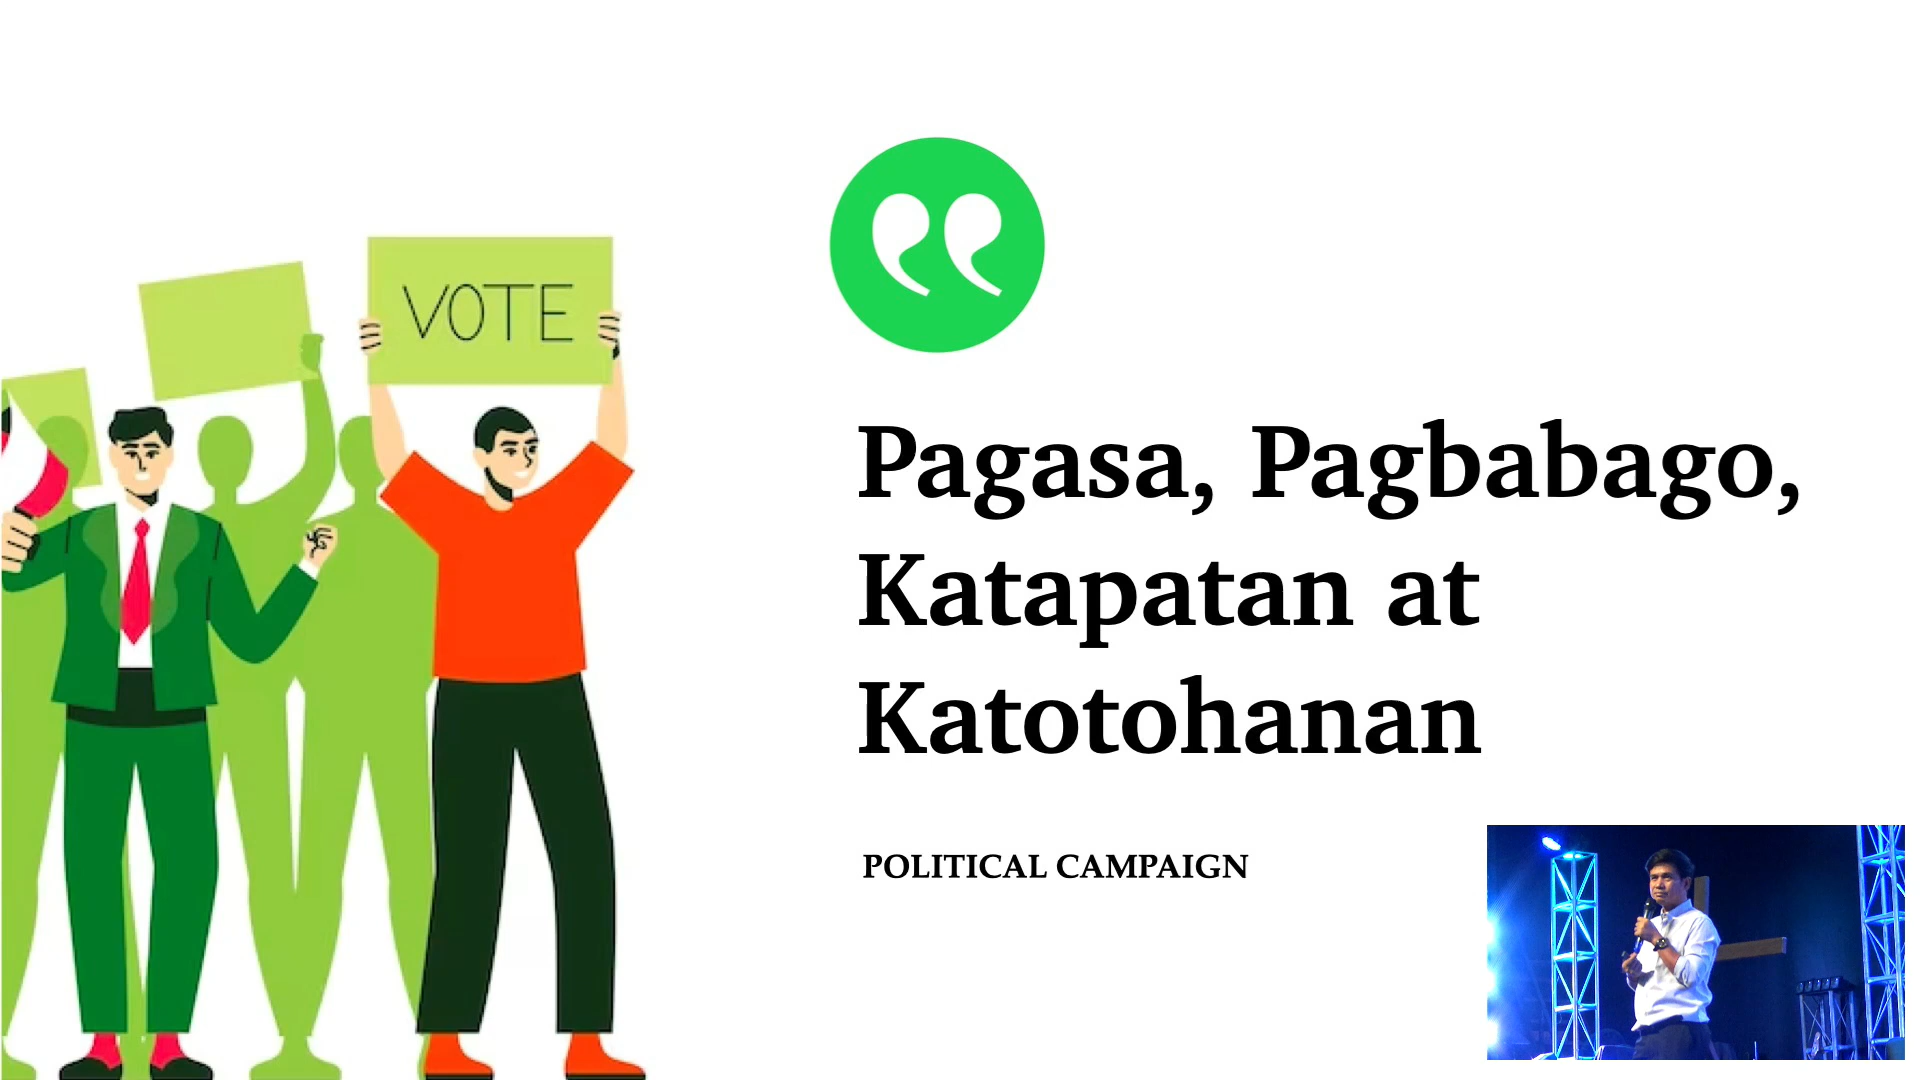 VOTE
Pagasa, Pagbabago,
Katapatan at
Katotohanan
POLITICAL CAMPAIGN